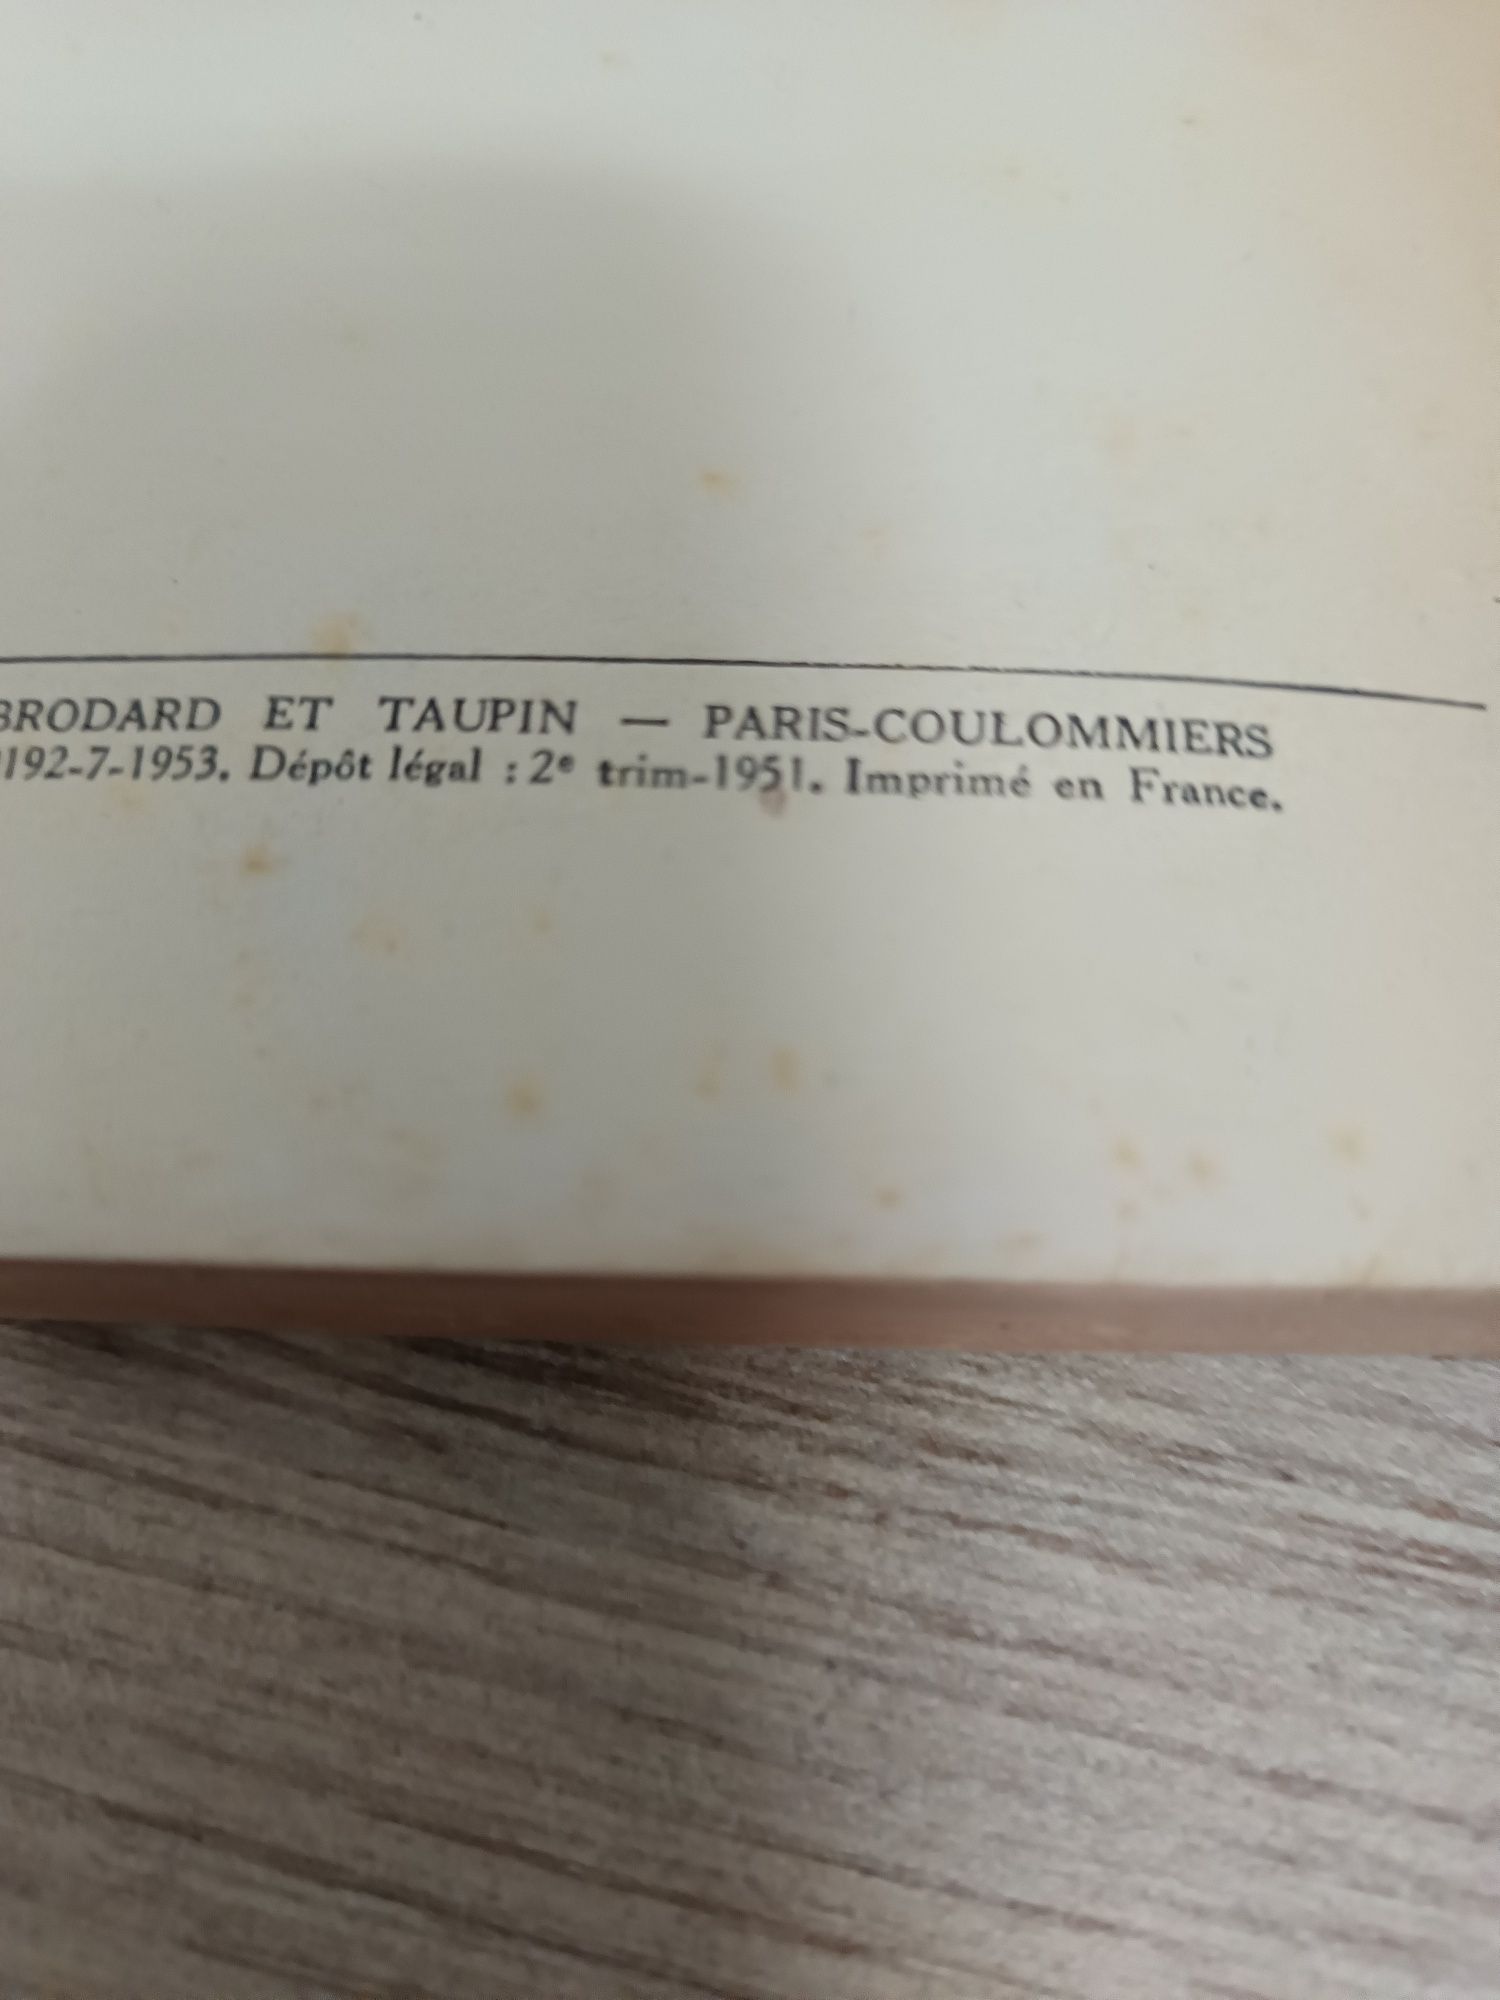 BRODARD ET TAUPIN — PARIS-COULOMMIERS
192-7-1953. Dépôt légal : 2e trim-1951. Imprimé en France.